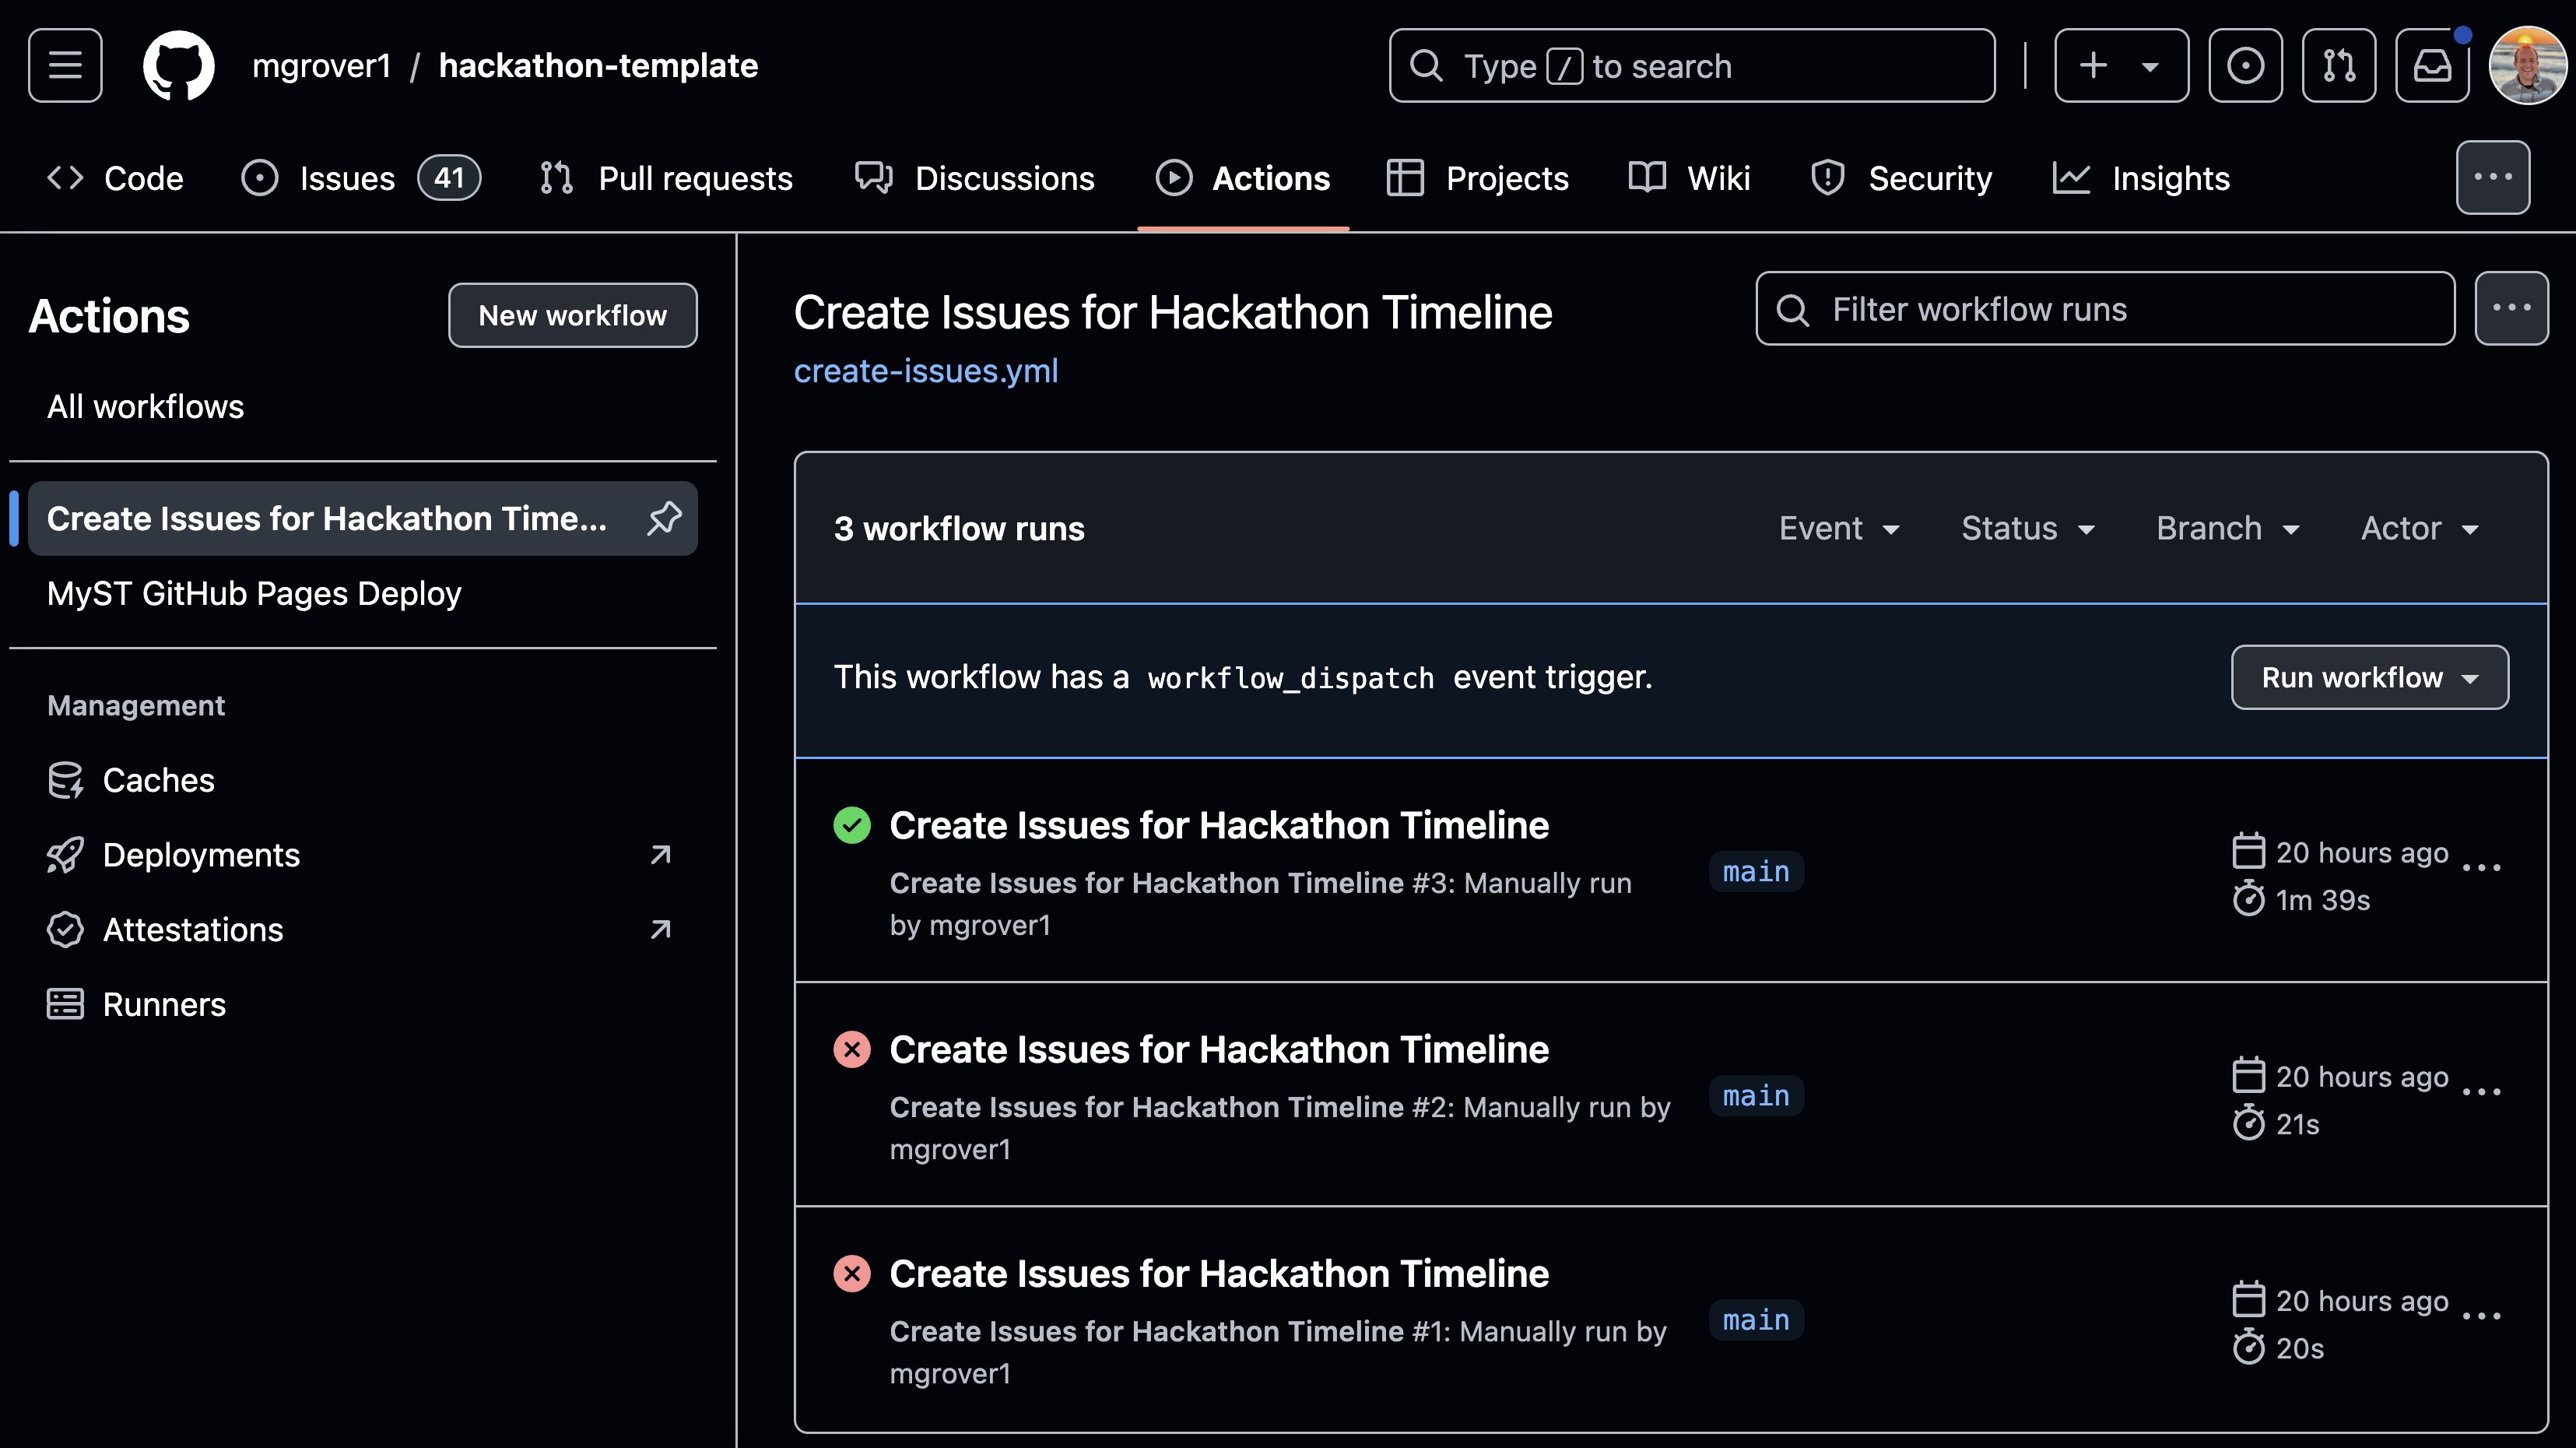 mgrover1 / hackathon-template
Type / to search
Code
Issues 41
Pull requests
Discussions
Actions
Projects
Wiki
Security
Insights
Actions
New workflow
All workflows
Create Issues for Hackathon Time...
MyST GitHub Pages Deploy
Management
Caches
Deployments
Attestations
Runners
Create Issues for Hackathon Timeline
create-issues.yml
Filter workflow runs
3 workflow runs
Event
Status
Branch
Actor
This workflow has a workflow_dispatch event trigger.
Run workflow
Create Issues for Hackathon Timeline
Create Issues for Hackathon Timeline #3: Manually run
by mgrover1
main
20 hours ago
1m 39s
Create Issues for Hackathon Timeline
Create Issues for Hackathon Timeline #2: Manually run by
mgrover1
main
20 hours ago
21s
Create Issues for Hackathon Timeline
Create Issues for Hackathon Timeline #1: Manually run by
mgrover1
main
20 hours ago
20s